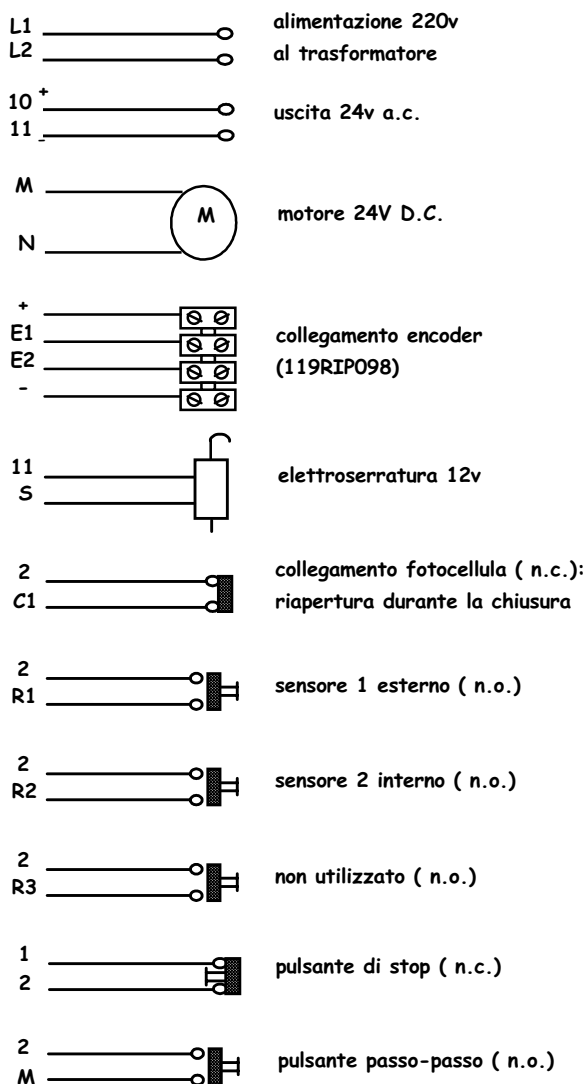 L1 alimentazione 220v
L2 al trasformatore
10 +
uscita 24v a.c.
11 -
M
M motore 24V D.C.
N
+
E1 collegamento encoder
E2 (119RIP098)
-
11 elettroserratura 12v
S
2 collegamento fotocellula ( n.c.):
C1 riapertura durante la chiusura
2
R1 sensore 1 esterno ( n.o.)
2
R2 sensore 2 interno ( n.o.)
2
R3 non utilizzato ( n.o.)
1
2 pulsante di stop ( n.c.)
2
M pulsante passo-passo ( n.o.)